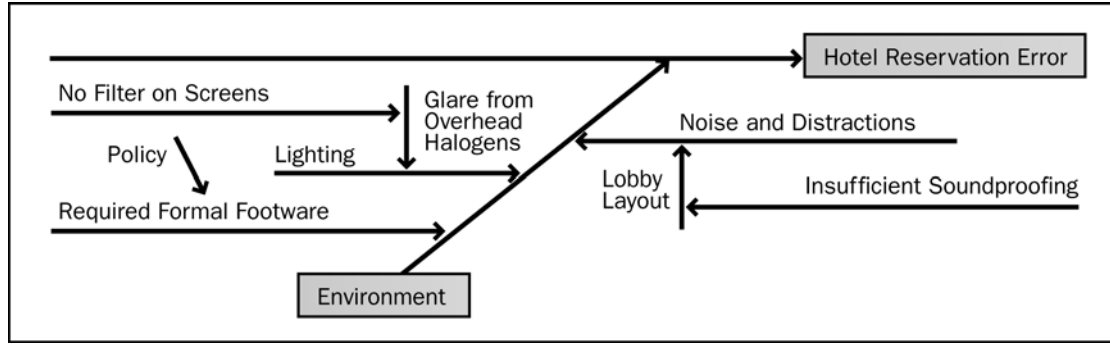 Hotel Reservation Error
No Filter on Screens
Glare from
Overhead
Halogens
Noise and Distractions
Policy
Lighting
Lobby
Layout
Insufficient Soundproofing
Required Formal Footware
Environment